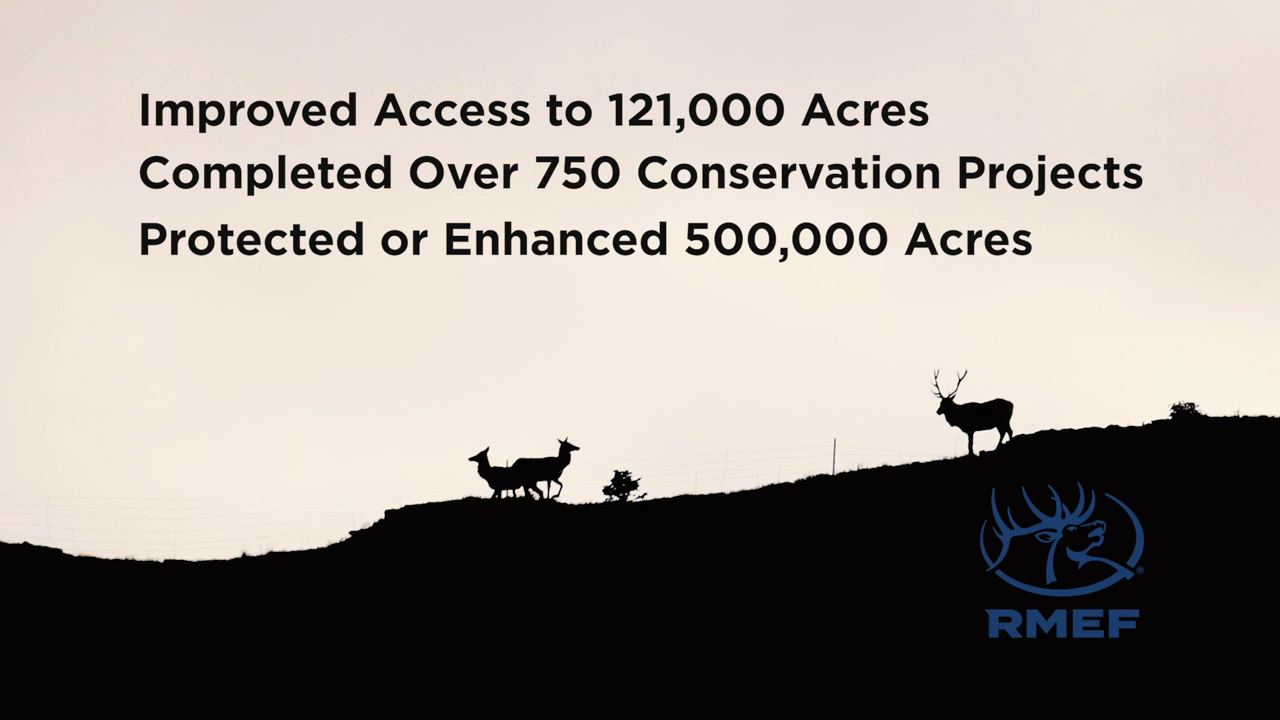 Improved Access to 121,000 Acres
Completed Over 750 Conservation Projects
Protected or Enhanced 500,000 Acres
®
RMEF